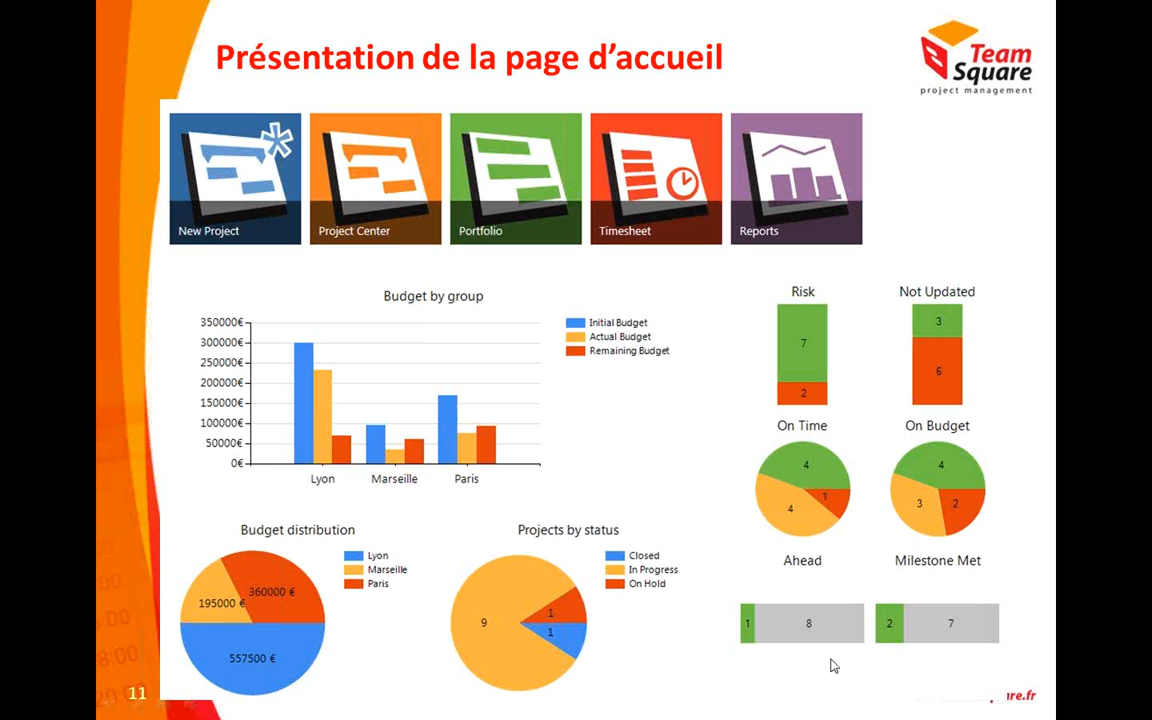 Présentation de la page d’accueil
Team
Square
project management
New Project
Project Center
Portfolio
Timesheet
Reports
Budget by group
350000€
300000€
250000€
200000€
150000€
100000€
50000€
0€
Lyon
Marseille
Paris
Initial Budget
Actual Budget
Remaining Budget
Risk
7
2
Not Updated
3
6
On Time
4
1
4
On Budget
4
2
3
Budget distribution
Lyon
Marseille
Paris
360000 €
195000 €
557500 €
Projects by status
Closed
In Progress
On Hold
9
1
1
Ahead
1
8
Milestone Met
2
7
11